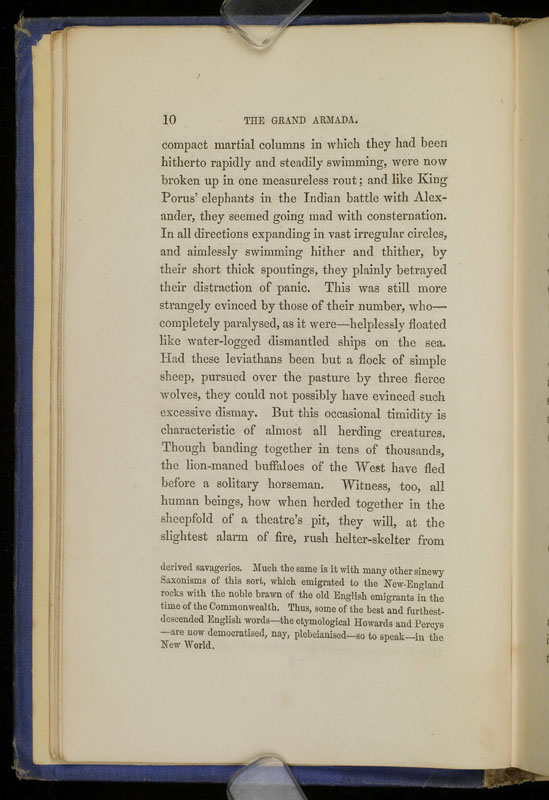 10 THE GRAND ARMADA.
compact martial columns in which they had been
hitherto rapidly and steadily swimming, were now
broken up in one measureless rout; and like King
Porus' elephants in the Indian battle with Alex-
ander, they seemed going mad with consternation.
In all directions expanding in vast irregular circles,
and aimlessly swimming hither and thither, by
their short thick spoutings, they plainly betrayed
their distraction of panic. This was still more
strangely evinced by those of their number, who—
completely paralysed, as it were—helplessly floated
like water-logged dismantled ships on the sea.
Had these leviathans been but a flock of simple
sheep, pursued over the pasture by three fierce
wolves, they could not possibly have evinced such
excessive dismay. But this occasional timidity is
characteristic of almost all herding creatures.
Though banding together in tens of thousands,
the lion-maned buffaloes of the West have fled
before a solitary horseman. Witness, too, all
human beings, how when herded together in the
sheepfold of a theatre's pit, they will, at the
slightest alarm of fire, rush helter-skelter from
derived savageries. Much the same is it with many other sinewy
Saxonisms of this sort, which emigrated to the New-England
rocks with the noble brawn of the old English emigrants in the
time of the Commonwealth. Thus, some of the best and furthest-
descended English words—the etymological Howards and Percys
—are now democratised, nay, plebeianised—so to speak—in the
New World.